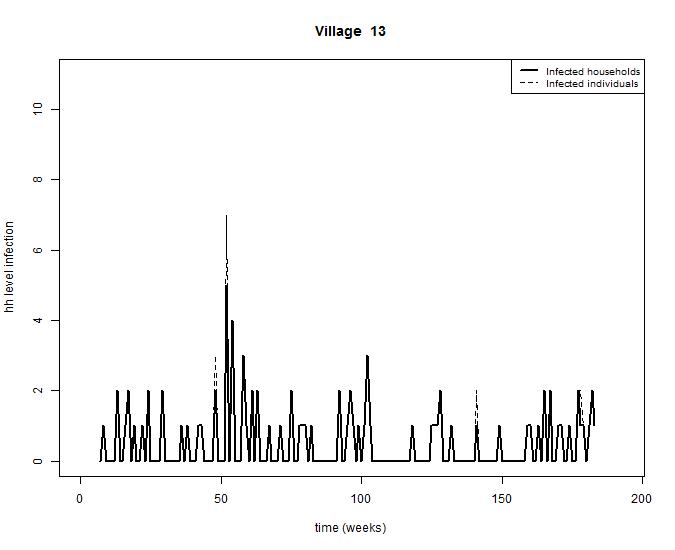 Village 13
Infected households
Infected individuals
hh level infection
10
8
6
4
2
0
0 50 100 150 200
time (weeks)